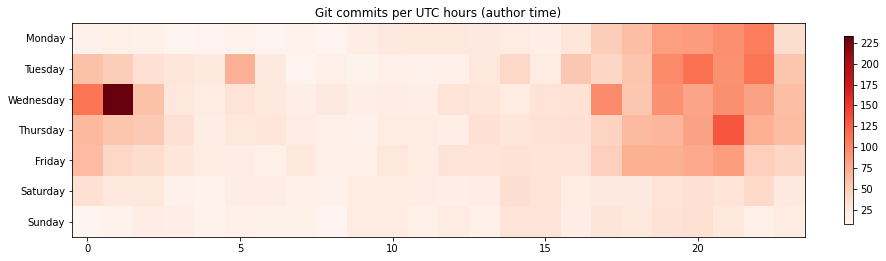 Git commits per UTC hours (author time)
Monday
Tuesday
Wednesday
Thursday
Friday
Saturday
Sunday
0 5 10 15 20
225
200
175
150
125
100
75
50
25